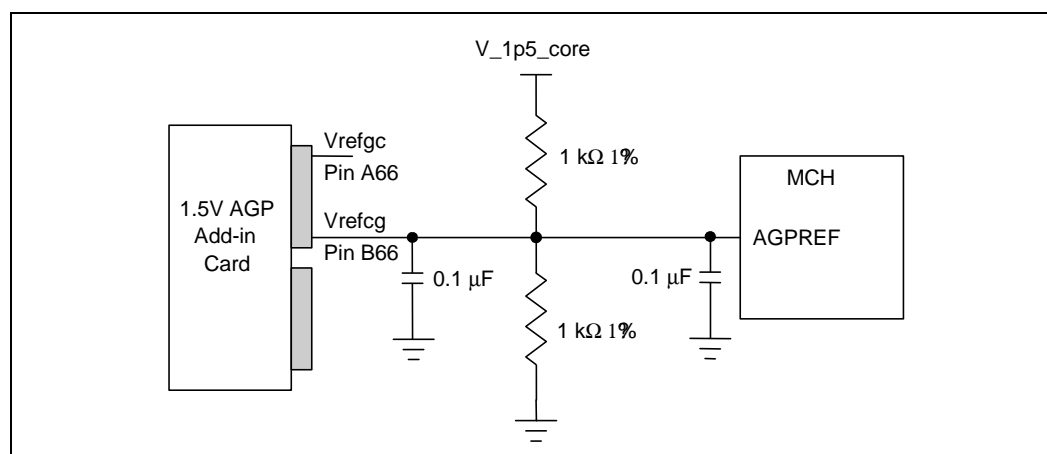 V_1p5_core
Vrefgc
Pin A66
1 kΩ 1%
MCH
1.5V AGP
Add-in
Card
Vrefcg
Pin B66
AGPREF
0.1 μF
0.1 μF
1 kΩ 1%